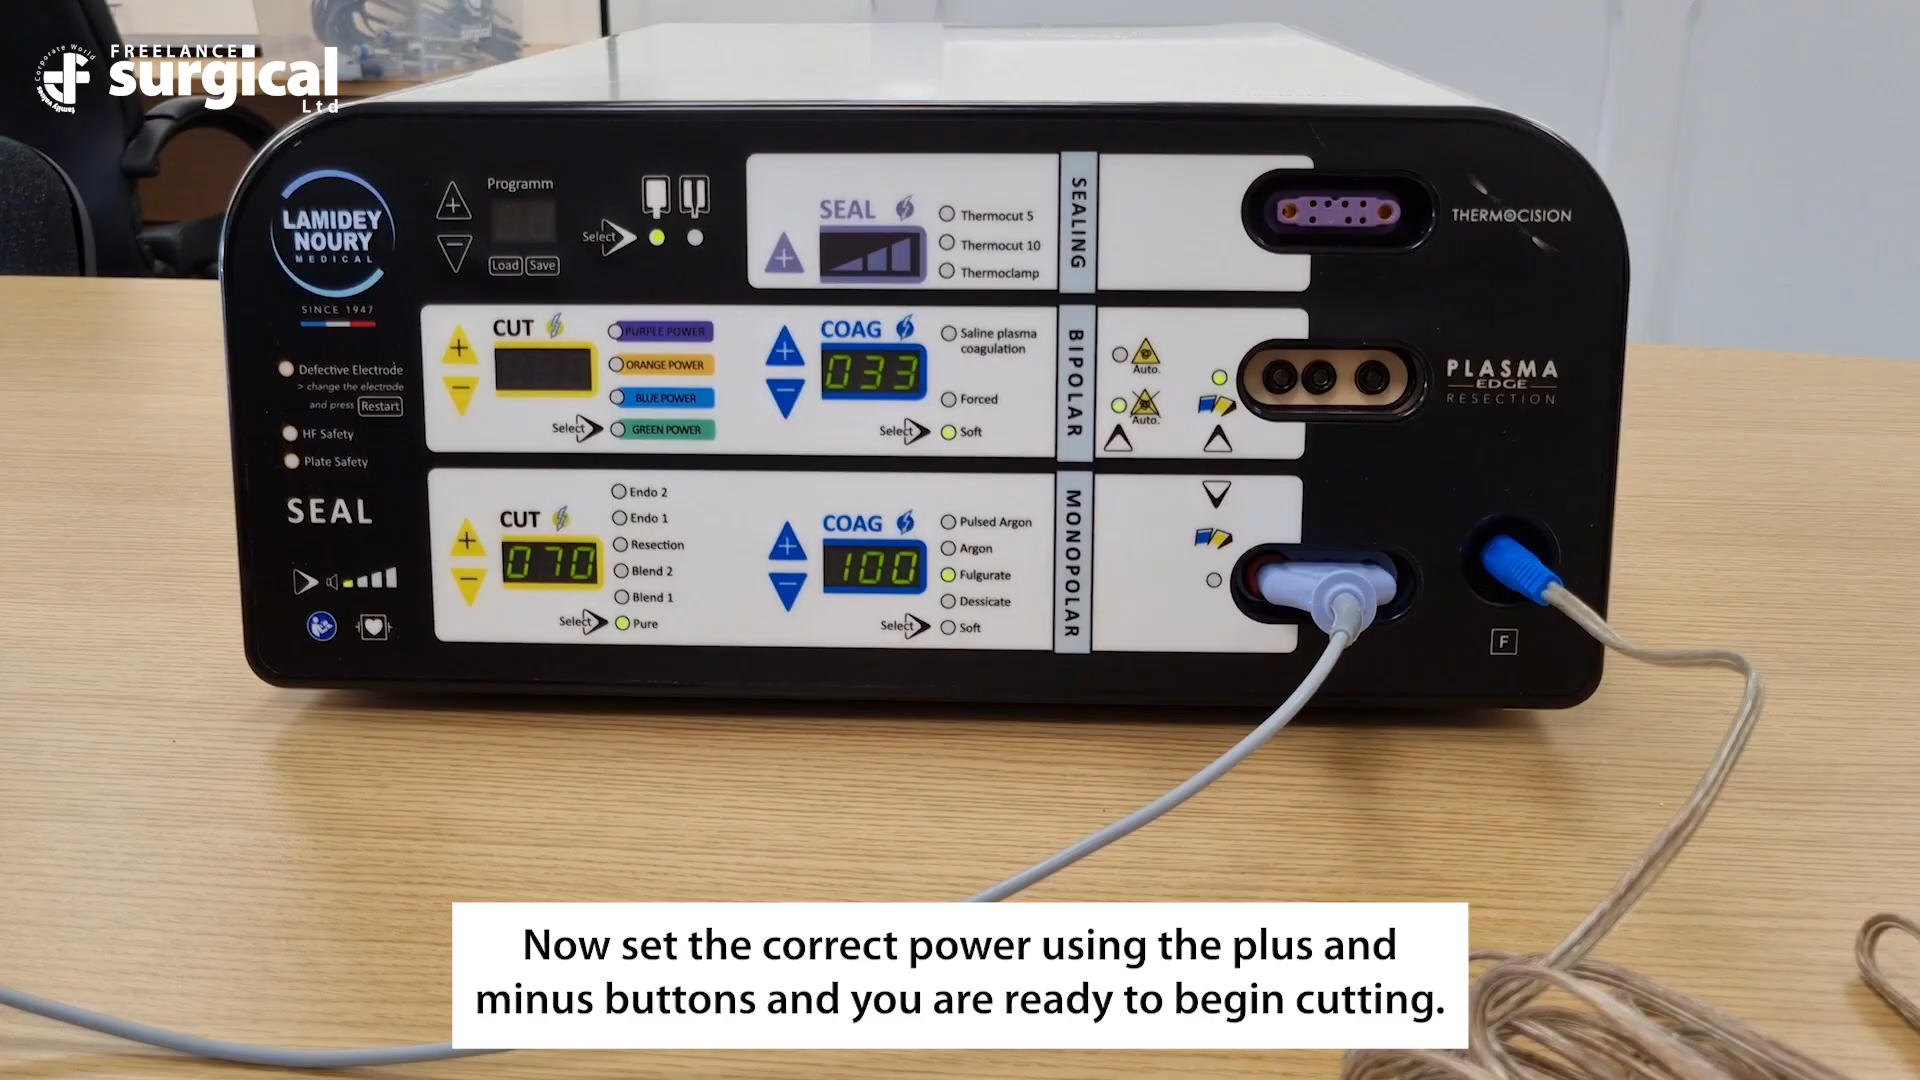 Corporate World
family values
FREELANCE
surgical
Ltd
LAMIDEY
NOURY
MEDICAL
SINCE 1947
Programm
Load
Save
Select
SEAL
Thermocut 5
Thermocut 10
Thermoclamp
SEALING
THERMOCISION
Defective Electrode
> change the electrode
and press Restart
HF Safety
Plate Safety
SEAL
CUT
PURPLE POWER
ORANGE POWER
BLUE POWER
GREEN POWER
Select
COAG
033
Saline plasma
coagulation
Forced
Soft
Select
BIPOLAR
Auto.
Auto.
PLASMA
EDGE
RESECTION
CUT
070
Endo 2
Endo 1
Resection
Blend 2
Blend 1
Pure
Select
COAG
100
Pulsed Argon
Argon
Fulgurate
Dessicate
Soft
Select
MONOPOLAR
F
Now set the correct power using the plus and
minus buttons and you are ready to begin cutting.